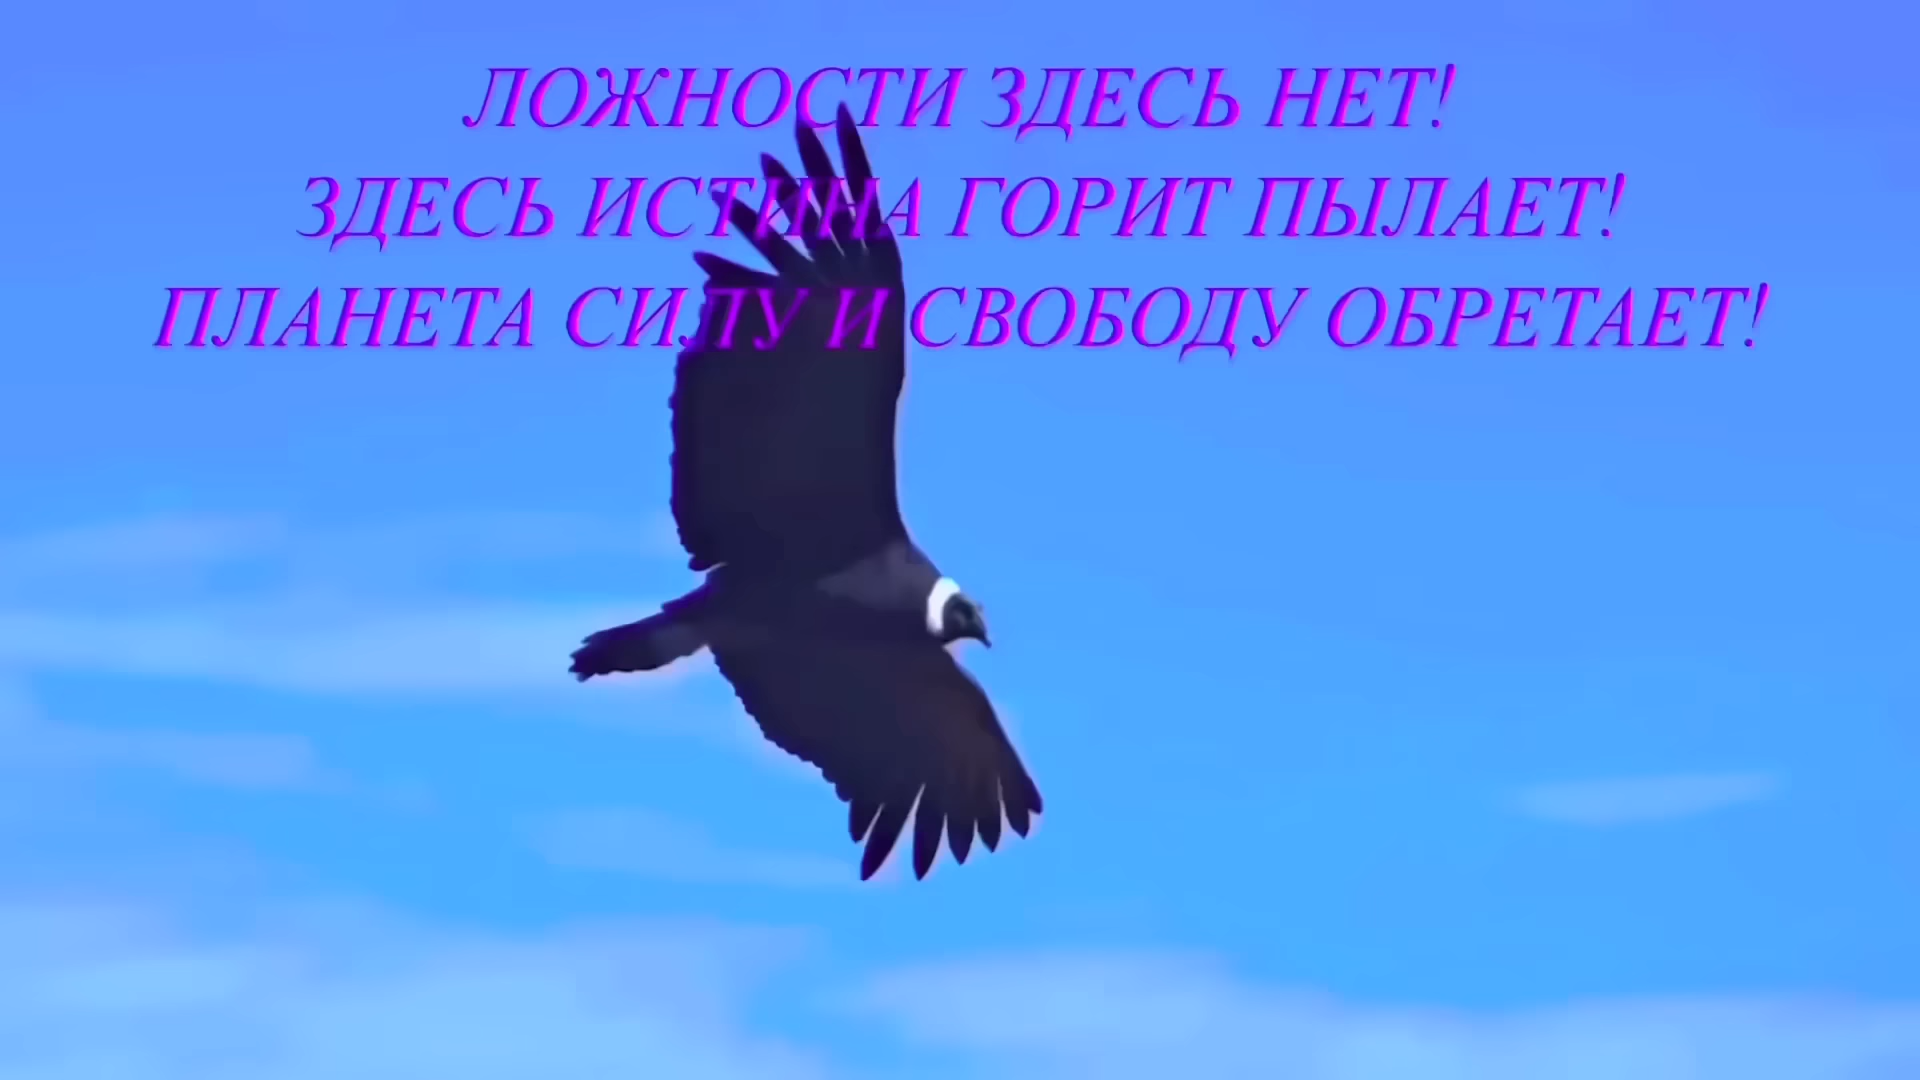 ЛОЖНОСТИ ЗДЕСЬ НЕТ!
ЗДЕСЬ ИСТИНА ГОРИТ ПЫЛАЕТ!
ПЛАНЕТА СИЛУ И СВОБОДУ ОБРЕТАЕТ!